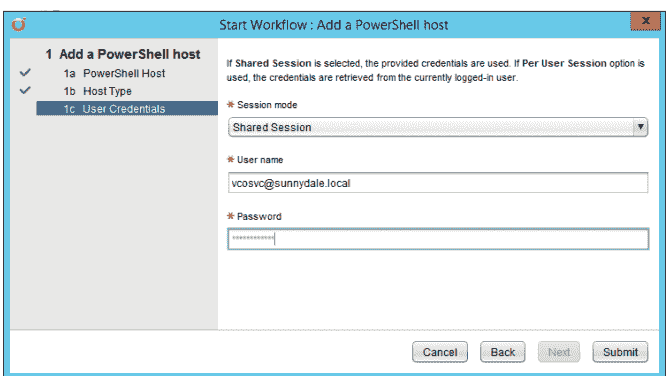 Start Workflow : Add a PowerShell host
x
1 Add a PowerShell host
1a PowerShell Host
1b Host Type
1c User Credentials
If Shared Session is selected, the provided credentials are used. If Per User Session option is
used, the credentials are retrieved from the currently logged-in user.
* Session mode
Shared Session
* User name
vcosvc@sunnydale.local
* Password
************
Cancel Back Next Submit